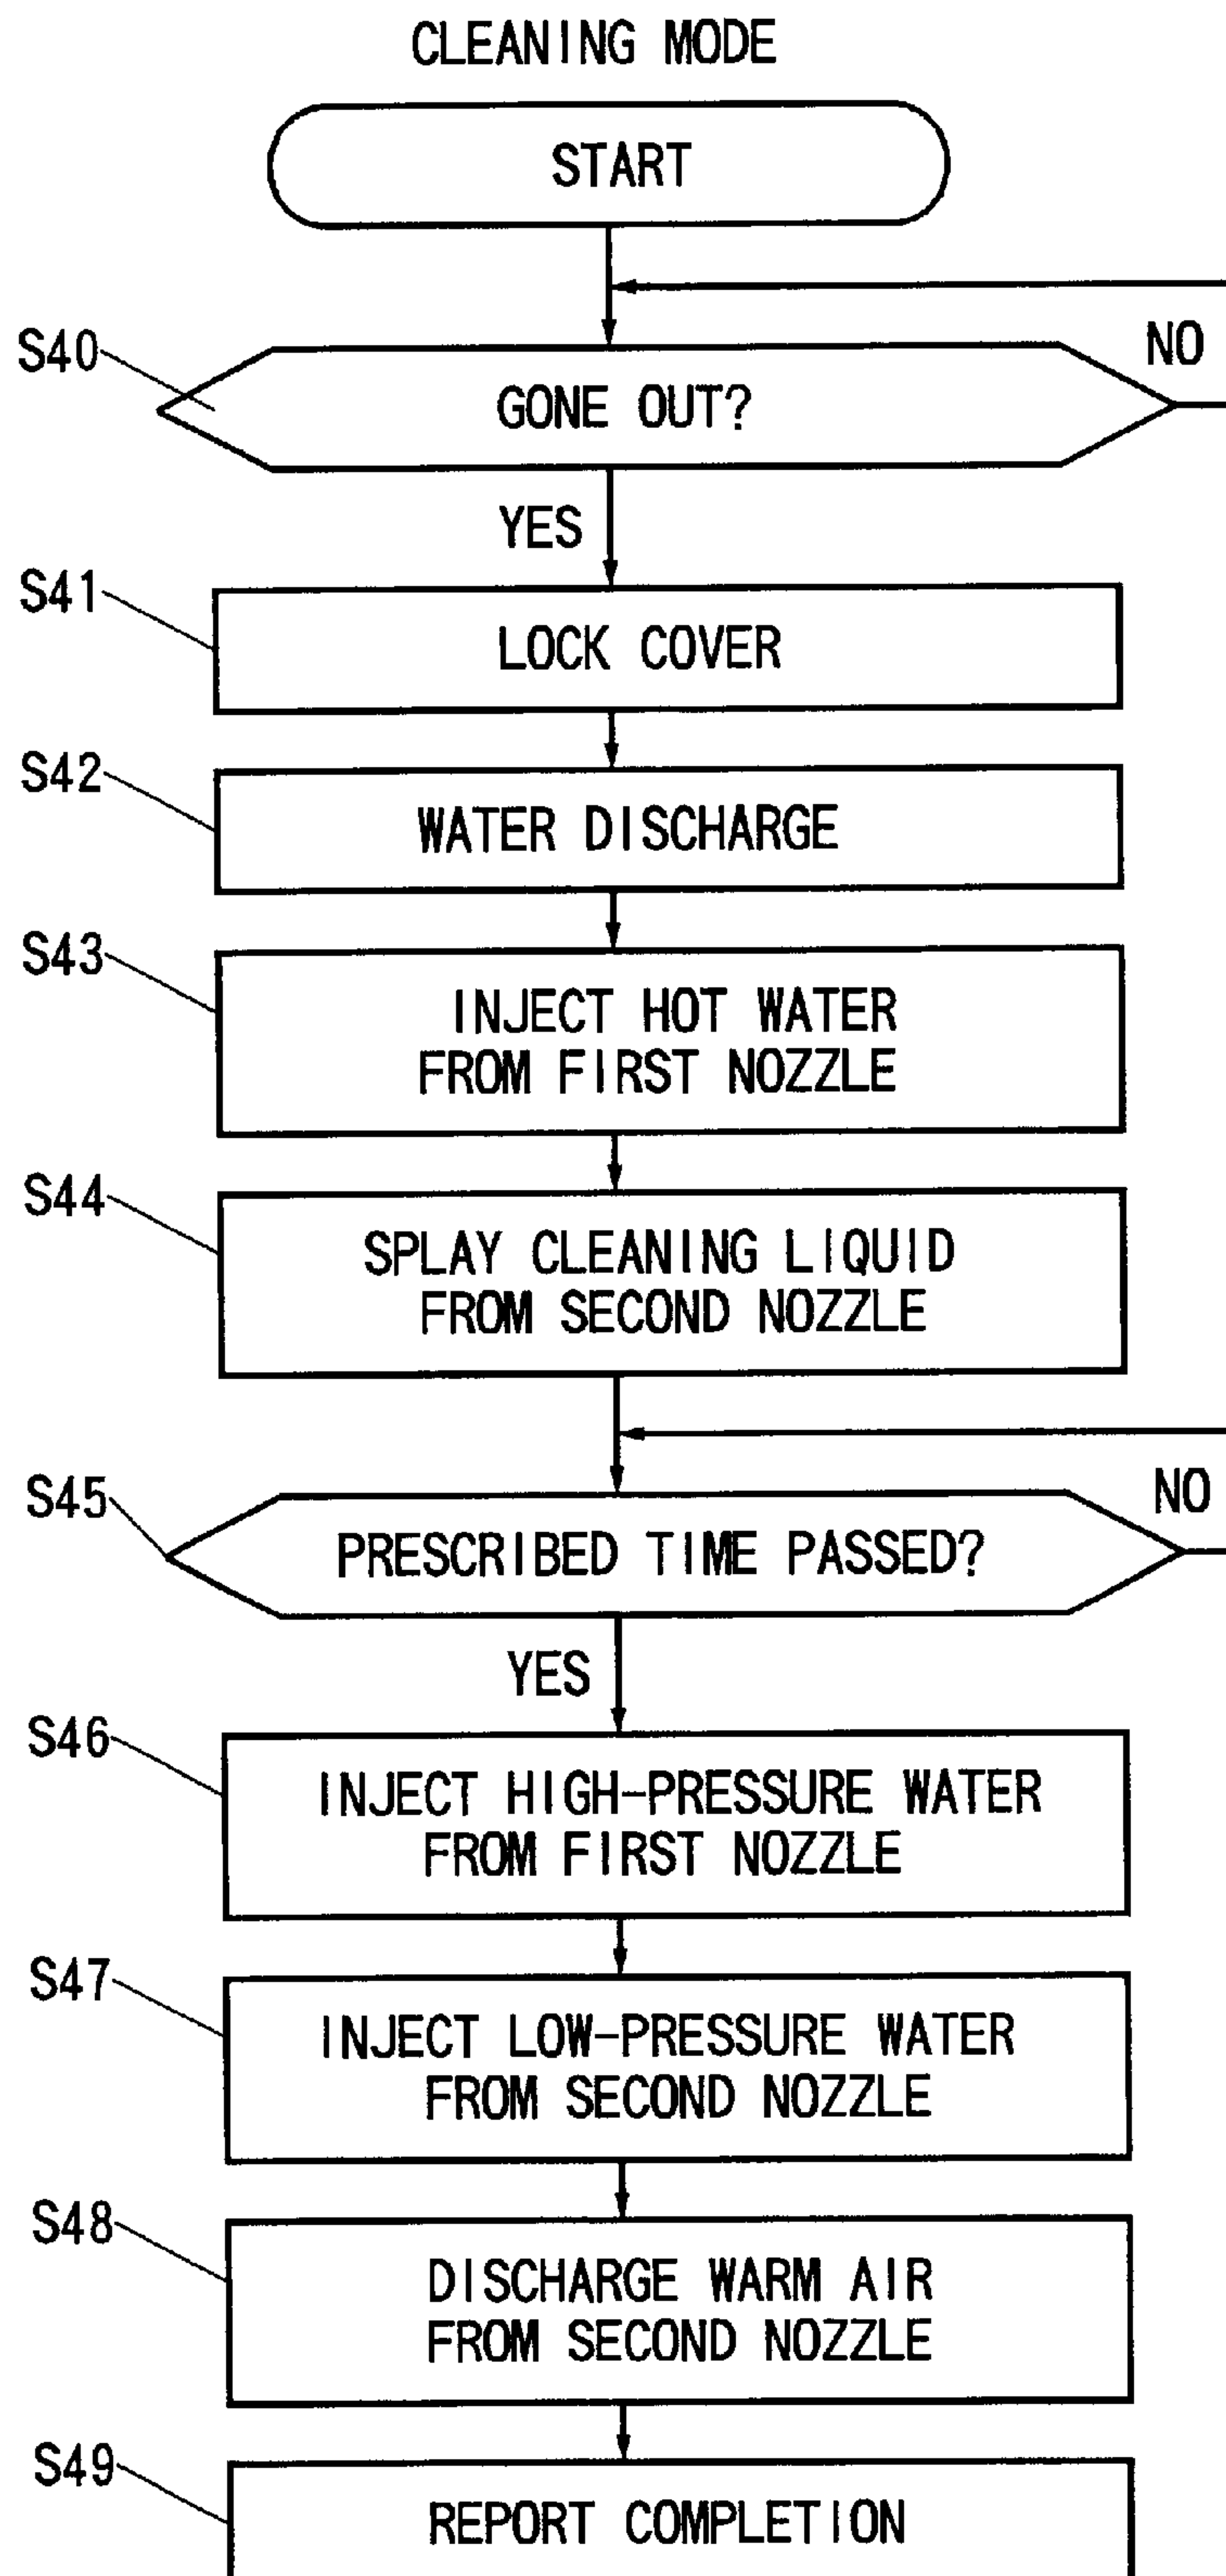 CLEANING MODE
START
S40
GONE OUT?
NO
YES
S41
LOCK COVER
S42
WATER DISCHARGE
S43
INJECT HOT WATER
FROM FIRST NOZZLE
S44
SPLAY CLEANING LIQUID
FROM SECOND NOZZLE
S45
PRESCRIBED TIME PASSED?
NO
YES
S46
INJECT HIGH-PRESSURE WATER
FROM FIRST NOZZLE
S47
INJECT LOW-PRESSURE WATER
FROM SECOND NOZZLE
S48
DISCHARGE WARM AIR
FROM SECOND NOZZLE
S49
REPORT COMPLETION